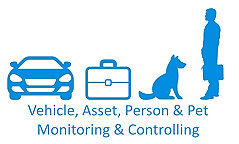 Vehicle, Asset, Person & Pet
Monitoring & Controlling